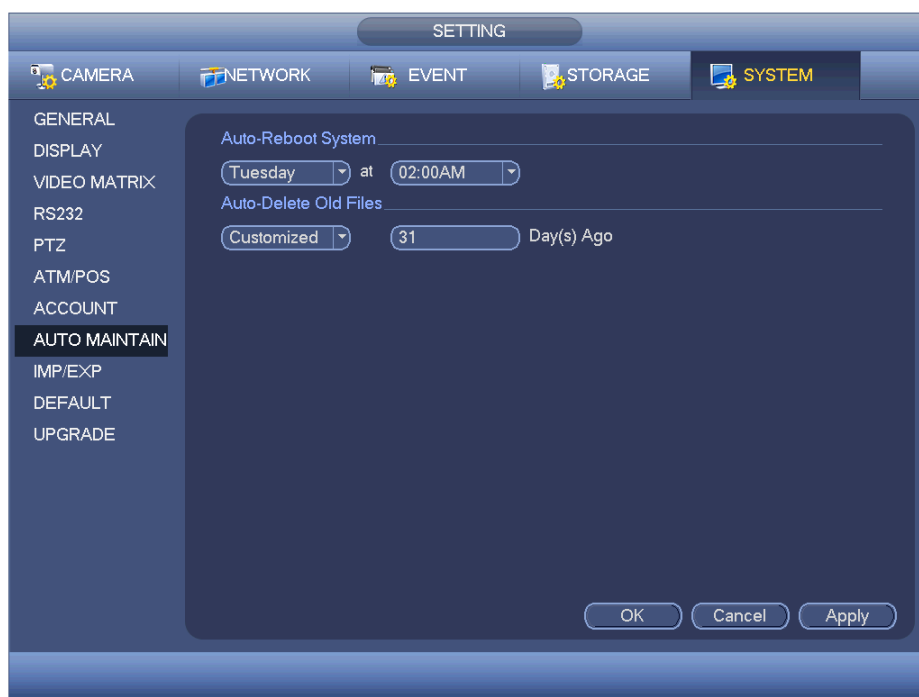 SETTING
CAMERA NETWORK EVENT STORAGE SYSTEM
GENERAL
DISPLAY
VIDEO MATRIX
RS232
PTZ
ATM/POS
ACCOUNT
AUTO MAINTAIN
IMP/EXP
DEFAULT
UPGRADE
Auto-Reboot System
Tuesday at 02:00AM
Auto-Delete Old Files
Customized 31 Day(s) Ago
OK Cancel Apply